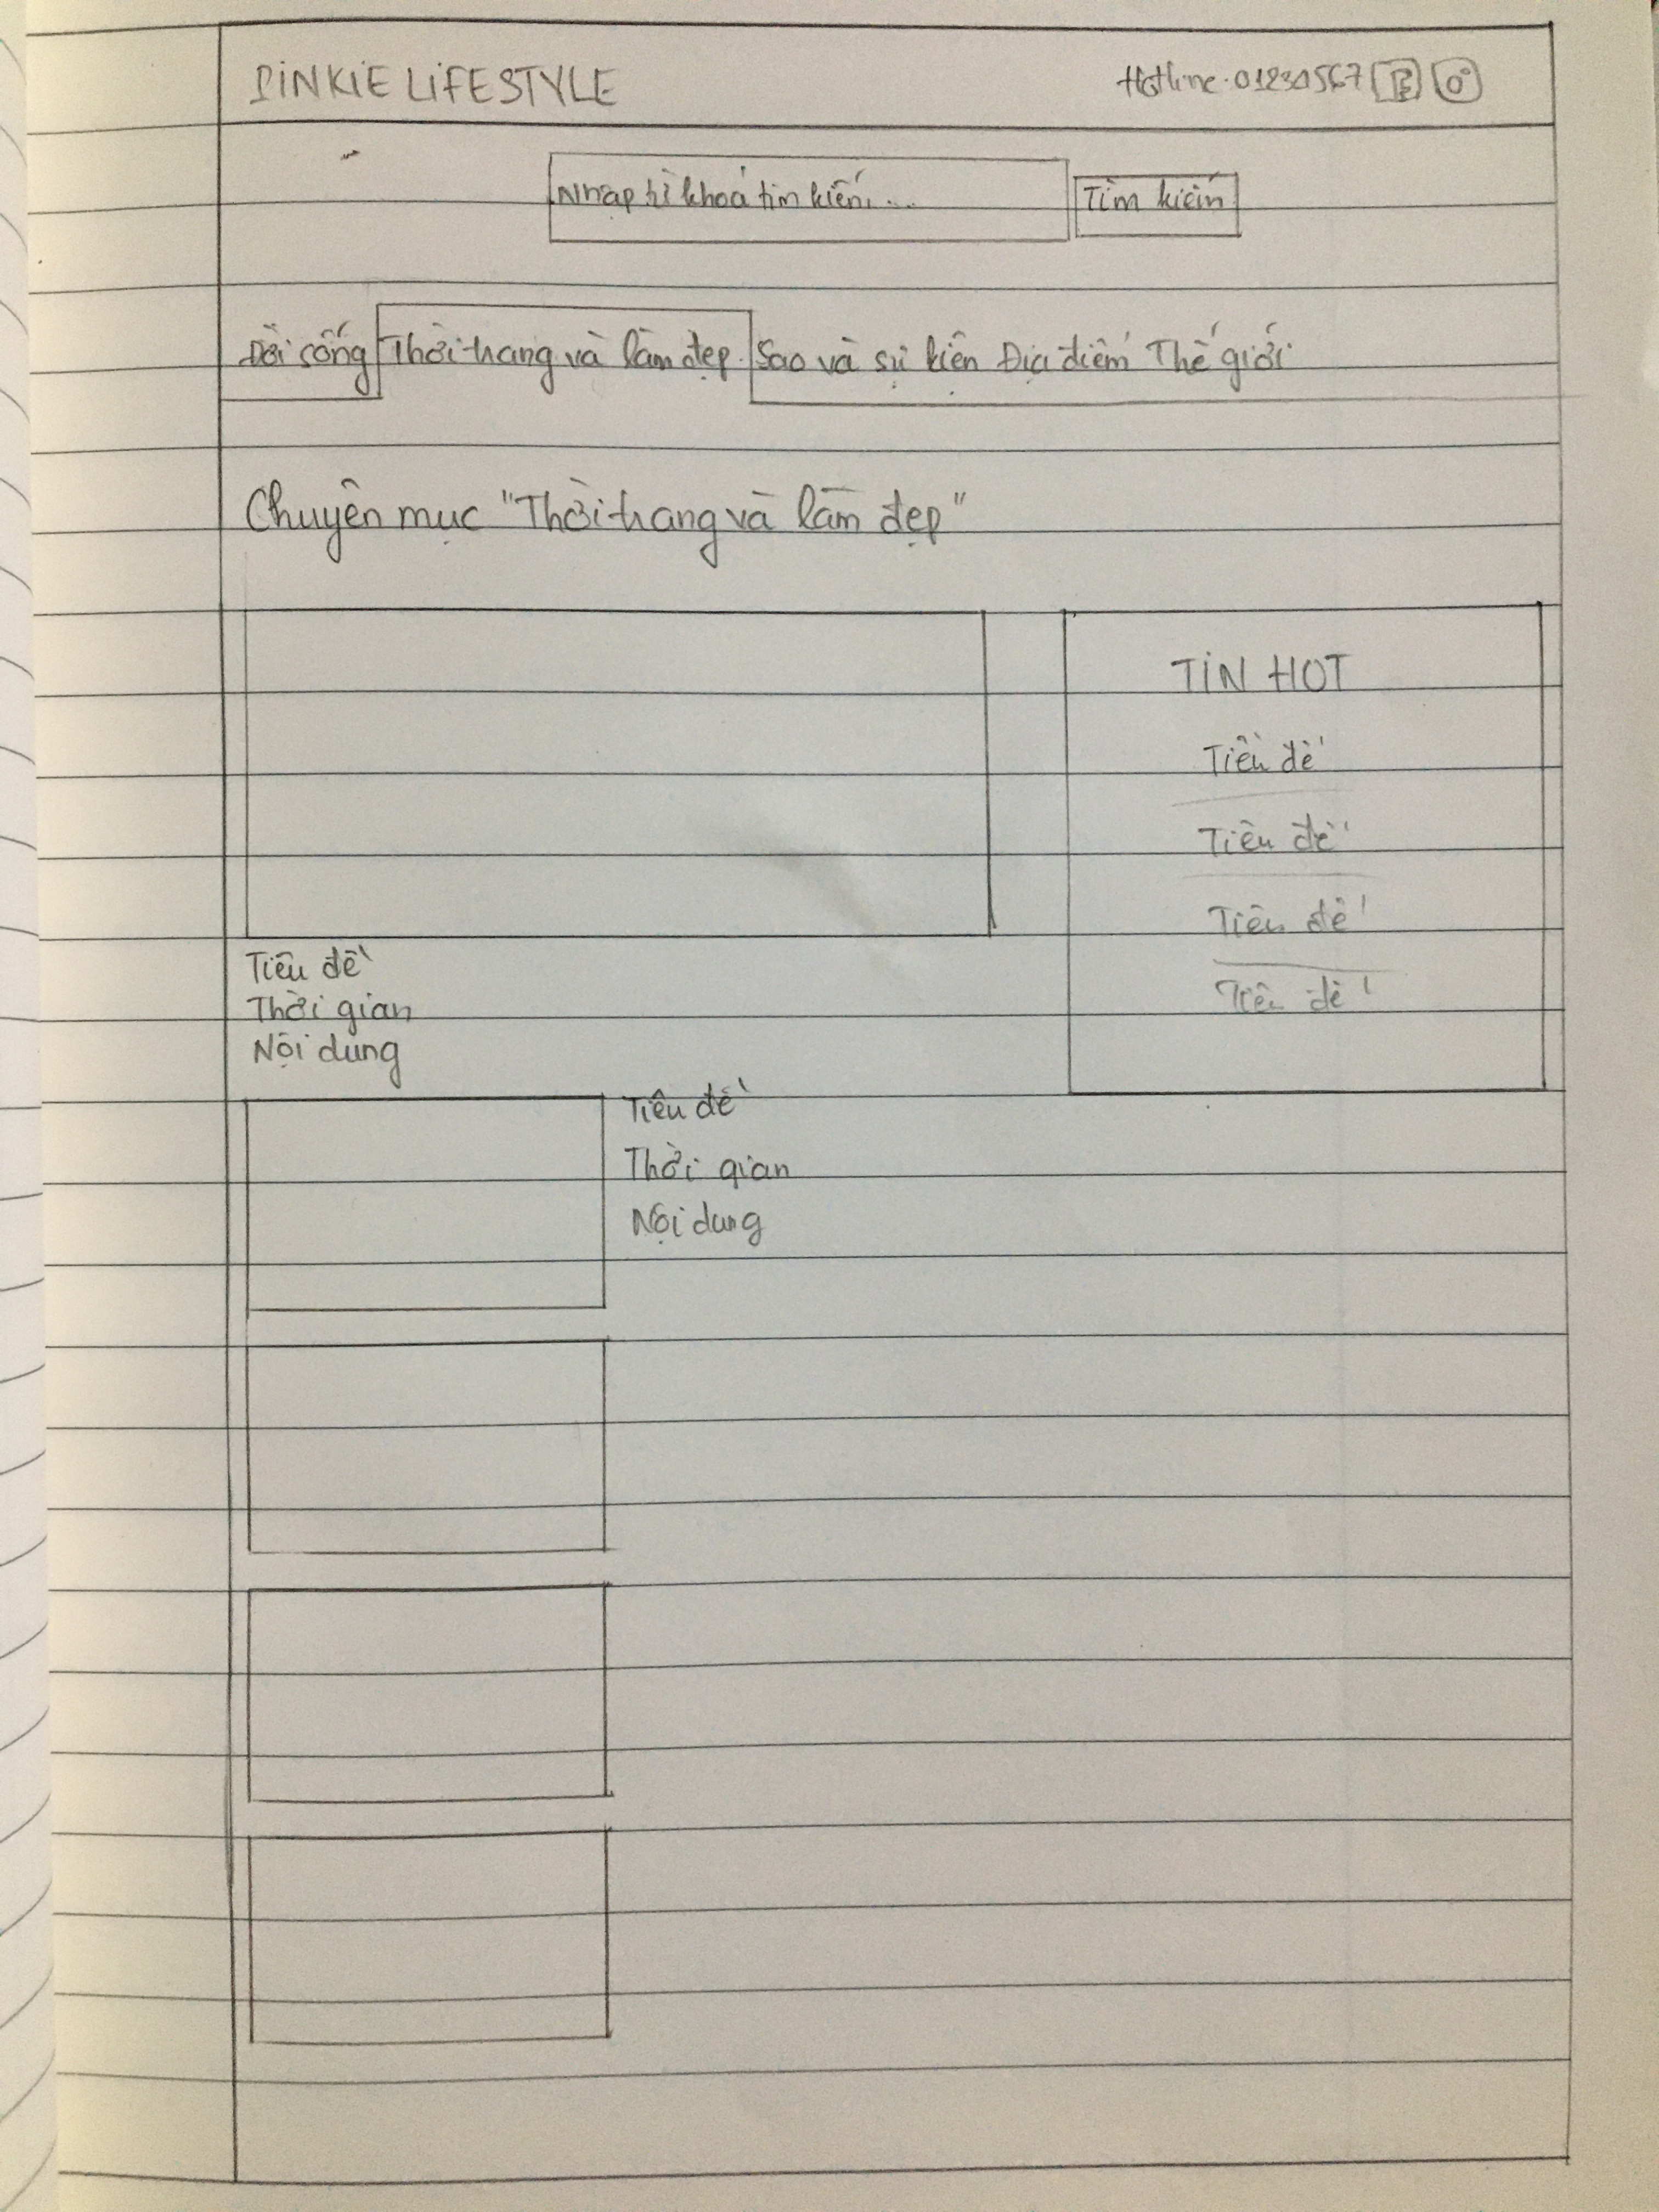 PINKIE LIFESTYLE
Hotline: 01234567
Nhập từ khoá tìm kiếm...
Tìm kiếm
Đời sống Thời trang và làm đẹp Sao và sự kiện Địa điểm Thế giới
Chuyên mục "Thời trang và làm đẹp"
TIN HOT
Tiêu đề
Tiêu đề
Tiêu đề
Tiêu đề
Tiêu đề
Thời gian
Nội dung
Tiêu đề
Thời gian
Nội dung